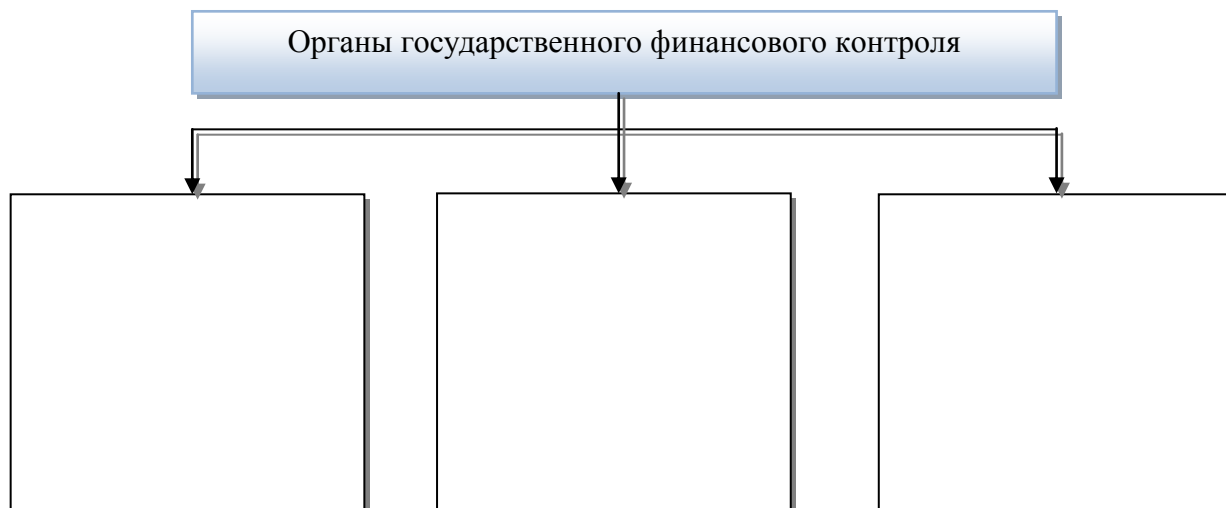 Органы государственного финансового контроля